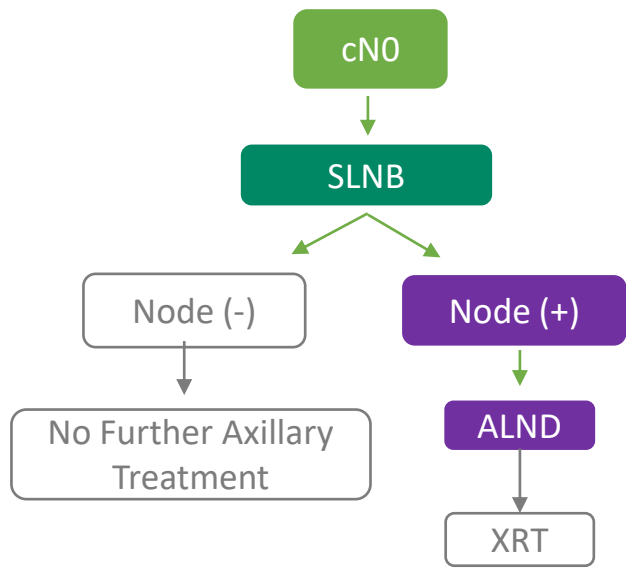 cN0
SLNB
Node (-)
Node (+)
No Further Axillary
Treatment
ALND
XRT